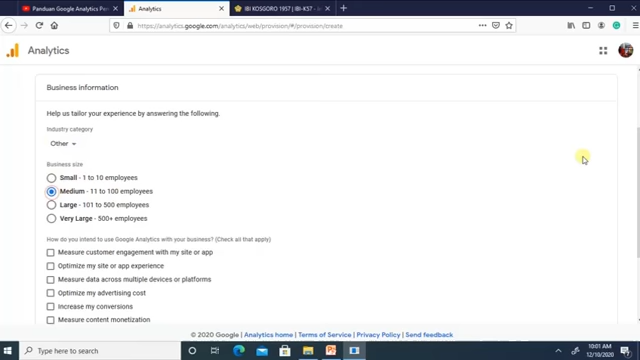 Panduan Google Analytics Pem
Analytics
IBI KOSGORO 1957 | IBI-K57 -
https://analytics.google.com/analytics/web/provision/#/provision/create
Analytics
Business information
Help us tailor your experience by answering the following.
Industry category
Other
Business size
Small - 1 to 10 employees
Medium - 11 to 100 employees
Large - 101 to 500 employees
Very Large - 500+ employees
How do you intend to use Google Analytics with your business? (Check all that apply)
Measure customer engagement with my site or app
Optimize my site or app experience
Measure data across multiple devices or platforms
Optimize my advertising cost
Increase my conversions
Measure content monetization
© 2020 Google | Analytics home | Terms of Service | Privacy Policy | Send feedback
Type here to search
10:01 AM
12/10/2020